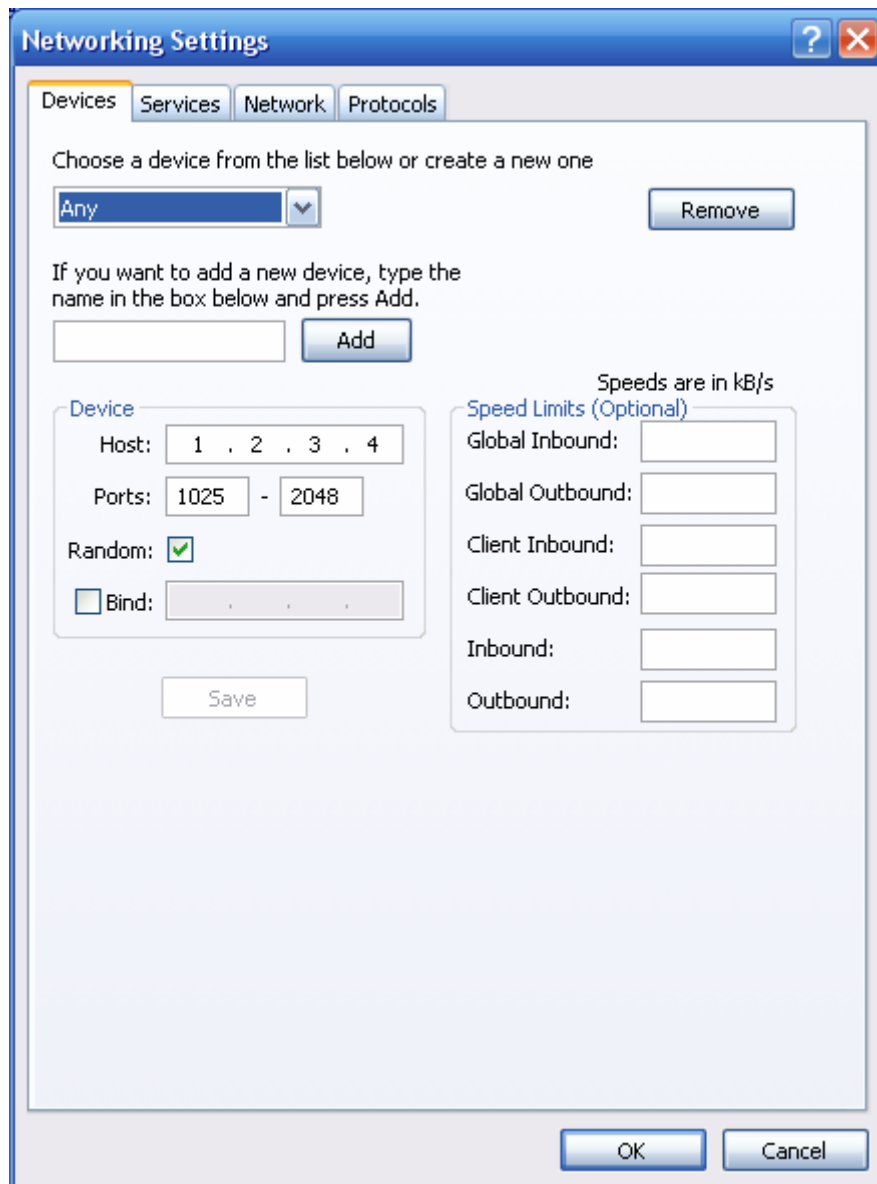 Networking Settings
Devices Services Network Protocols
Choose a device from the list below or create a new one
Any
Remove
If you want to add a new device, type the
name in the box below and press Add.
Add
Speeds are in kB/s
Device
Host: 1 . 2 . 3 . 4
Ports: 1025 - 2048
Random:
Bind: . . .
Save
Speed Limits (Optional)
Global Inbound:
Global Outbound:
Client Inbound:
Client Outbound:
Inbound:
Outbound:
OK Cancel